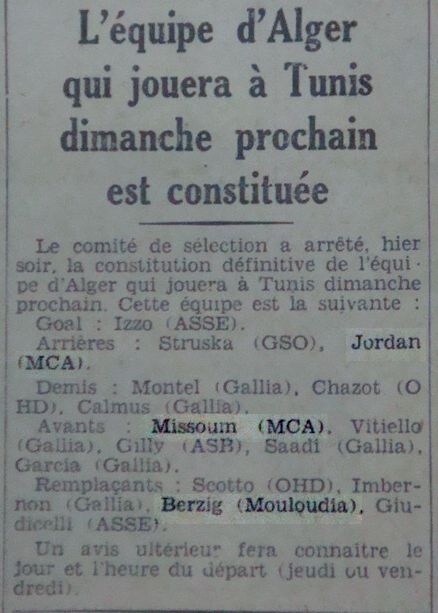 L'équipe d'Alger
qui jouera à Tunis
dimanche prochain
est constituée
Le comité de sélection a arrêté, hier
soir, la constitution définitive de l'équi-
pe d'Alger qui jouera à Tunis dimanche
prochain. Cette équipe est la suivante :
Goal : Izzo (ASSE).
Arrières : Struska (GSO), Jordan
(MCA).
Demis : Montel (Gallia), Chazot (O
HD), Calmus (Gallia).
Avants : Missoum (MCA), Vitiello
(Gallia), Gilly (ASB), Saadi (Gallia),
Garcia (Gallia).
Remplaçants : Scotto (OHD), Imber-
non (Gallia), Berzig (Mouloudia), Giu-
dicelli (ASSE).
Un avis ultérieur fera connaitre le
jour et l'heure du départ (jeudi ou ven-
dredi).